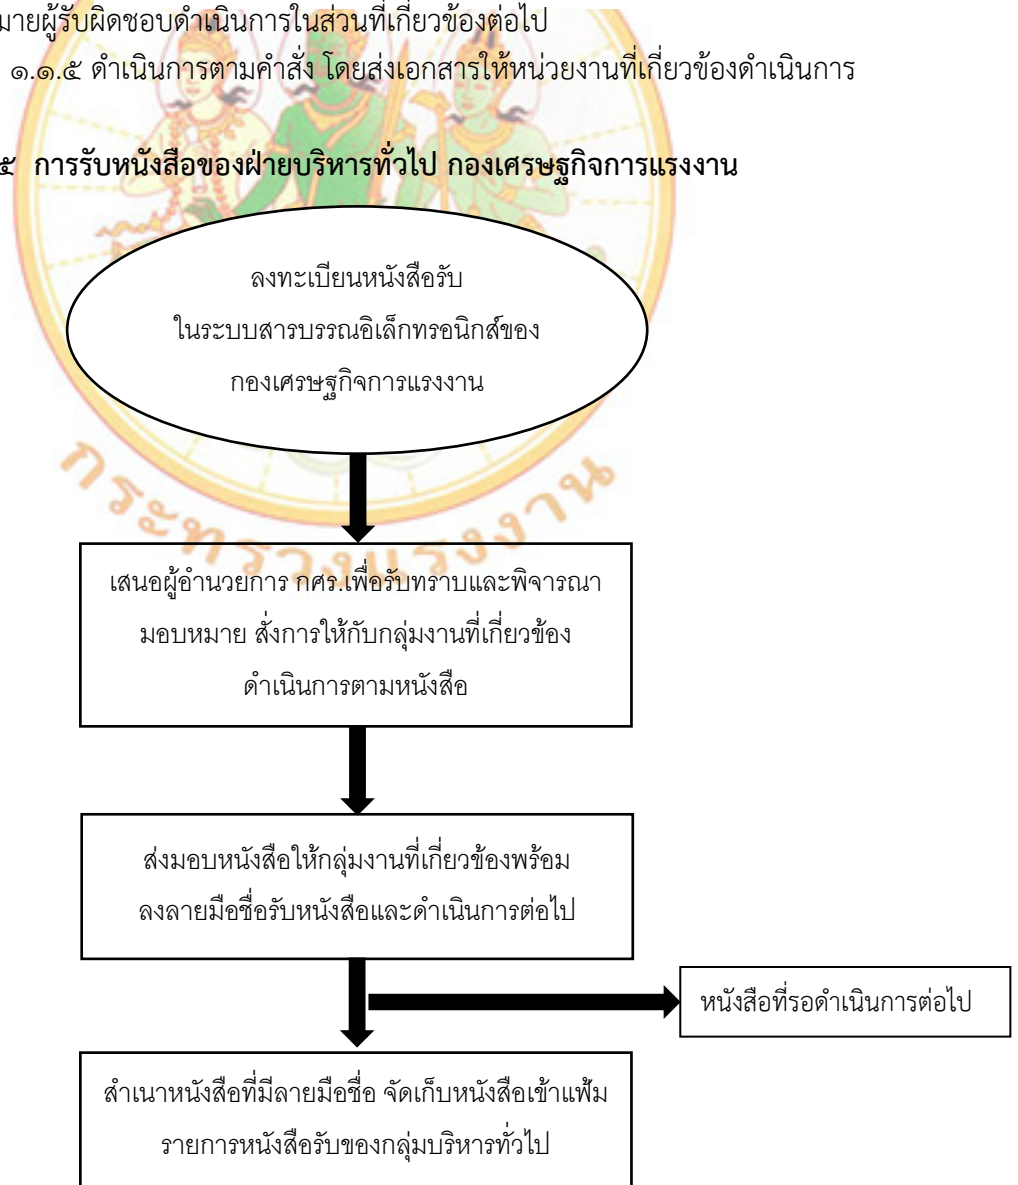 มายผู้รับผิดชอบดำเนินการในส่วนที่เกี่ยวข้องต่อไป
๑.๑.๕ ดำเนินการตามคำสั่ง โดยส่งเอกสารให้หน่วยงานที่เกี่ยวข้องดำเนินการ
๕ การรับหนังสือของฝ่ายบริหารทั่วไป กองเศรษฐกิจการแรงงาน
ลงทะเบียนหนังสือรับ
ในระบบสารบรรณอิเล็กทรอนิกส์ของ
กองเศรษฐกิจการแรงงาน
กระทรวงแรงงาน
เสนอผู้อำนวยการ กศร.เพื่อรับทราบและพิจารณา
มอบหมาย สั่งการให้กับกลุ่มงานที่เกี่ยวข้อง
ดำเนินการตามหนังสือ
ส่งมอบหนังสือให้กลุ่มงานที่เกี่ยวข้องพร้อม
ลงลายมือชื่อรับหนังสือและดำเนินการต่อไป
หนังสือที่รอดำเนินการต่อไป
สำเนาหนังสือที่มีลายมือชื่อ จัดเก็บหนังสือเข้าแฟ้ม
รายการหนังสือรับของกลุ่มบริหารทั่วไป